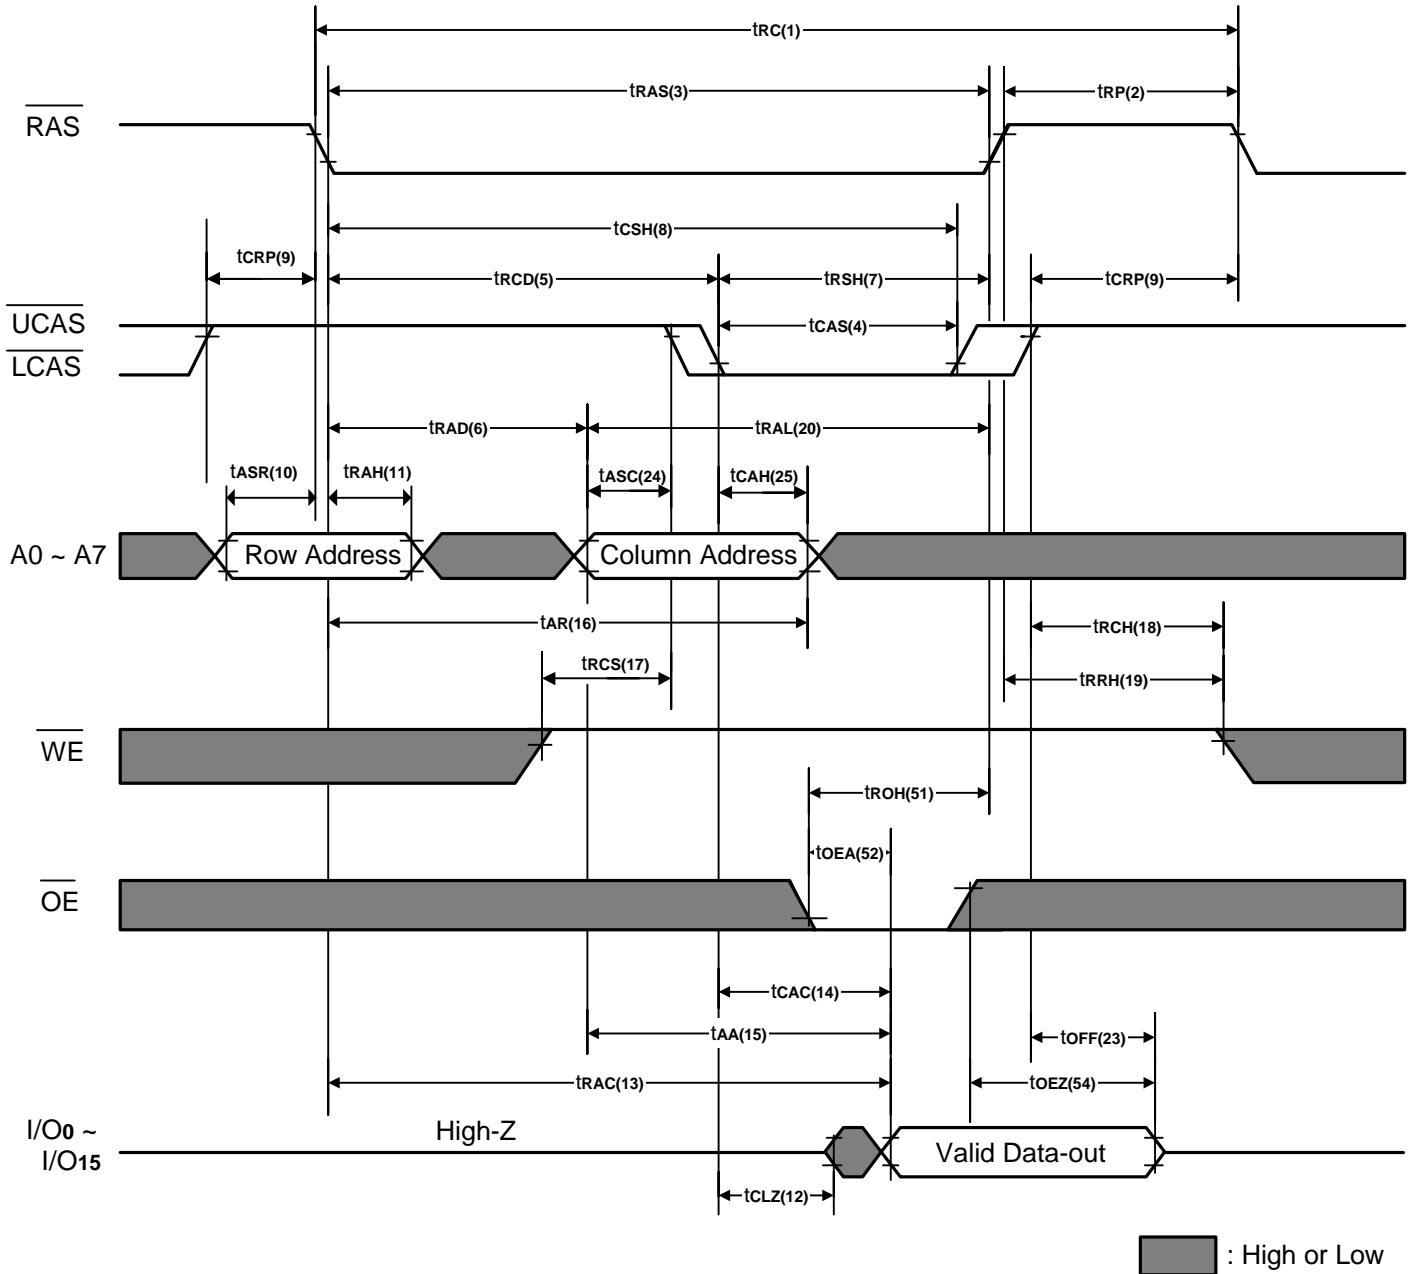 tRC(1)
tRAS(3)
tRP(2)
RAS
tCSH(8)
tCRP(9)
tRCD(5)
tRSH(7)
tCRP(9)
UCAS
tCAS(4)
LCAS
tRAD(6)
tRAL(20)
tASR(10)
tRAH(11)
tASC(24)
tCAH(25)
A0 ~ A7
Row Address
Column Address
tAR(16)
tRCH(18)
tRCS(17)
tRRH(19)
WE
tROH(51)
tOEA(52)
OE
tCAC(14)
tAA(15)
tOFF(23)
tRAC(13)
tOEZ(54)
I/O0 ~
I/O15
High-Z
Valid Data-out
tCLZ(12)
: High or Low